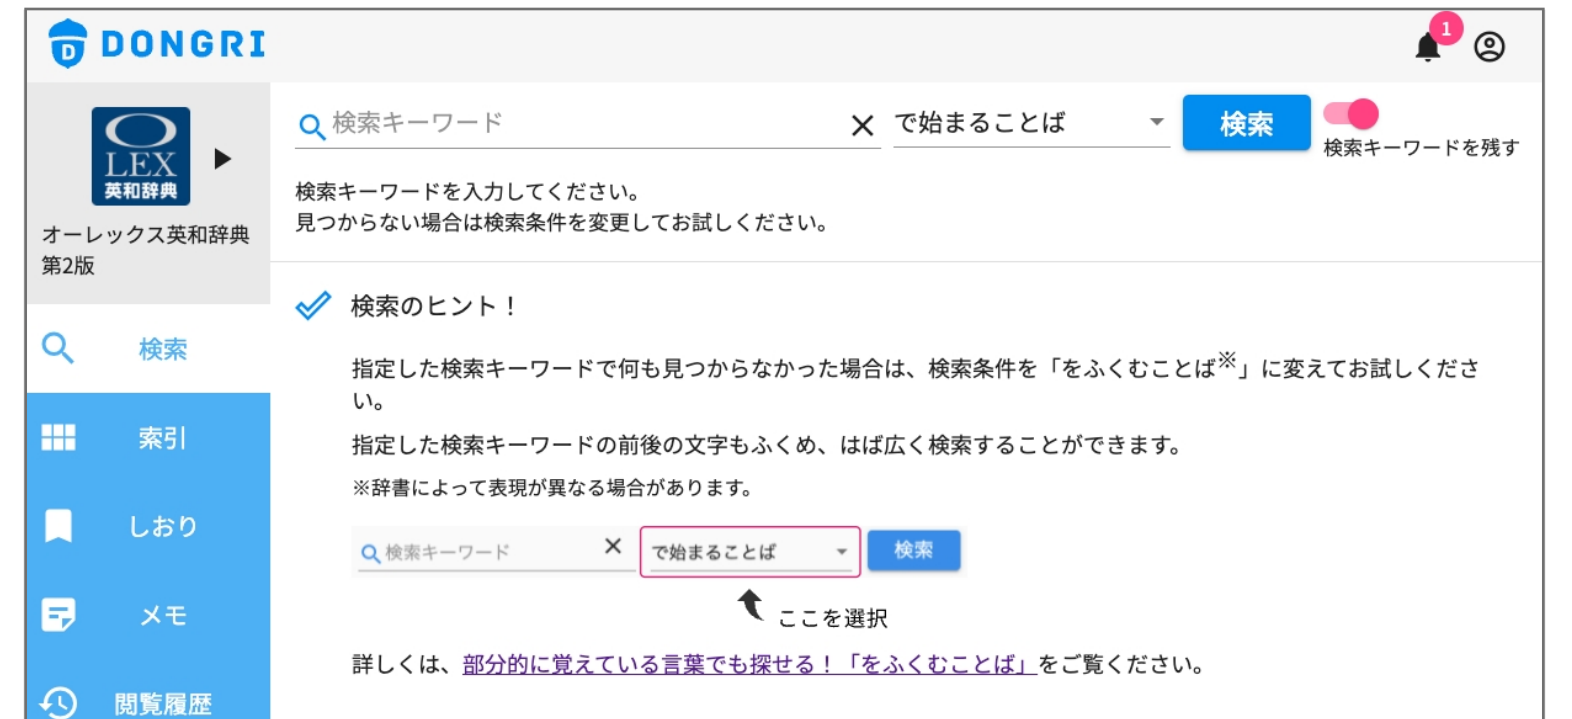 DONGRI
1
LEX
英和辞典
オーレックス英和辞典
第2版
検索
索引
しおり
メモ
閲覧履歴
検索キーワード
で始まることば
検索
検索キーワードを残す
検索キーワードを入力してください。
見つからない場合は検索条件を変更してお試しください。
検索のヒント！
指定した検索キーワードで何も見つからなかった場合は、検索条件を「をふくむことば※」に変えてお試しくださ
い。
指定した検索キーワードの前後の文字もふくめ、はば広く検索することができます。
※辞書によって表現が異なる場合があります。
検索キーワード
で始まることば
検索
ここを選択
詳しくは、部分的に覚えている言葉でも探せる！「をふくむことば」をご覧ください。